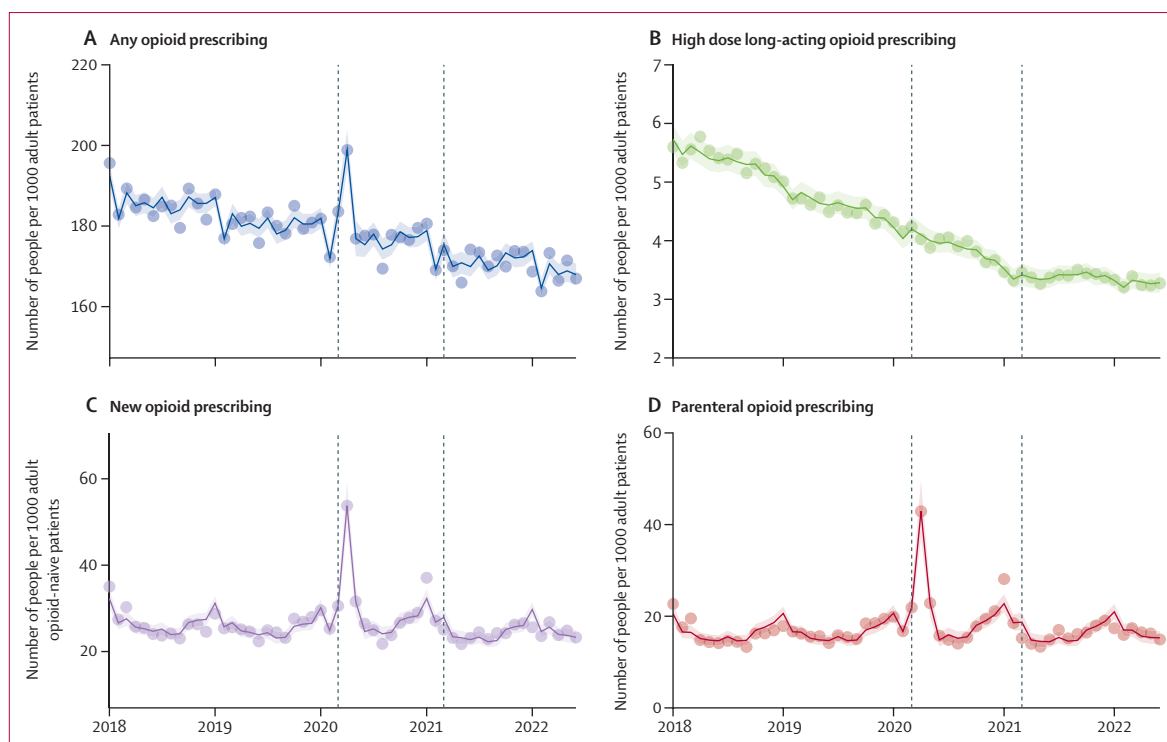 A Any opioid prescribing
Number of people per 1000 adult patients
220
200
180
160
B High dose long-acting opioid prescribing
Number of people per 1000 adult patients
7
6
5
4
3
2
C New opioid prescribing
Number of people per 1000 adult
opioid-naive patients
60
40
20
2018 2019 2020 2021 2022
D Parenteral opioid prescribing
Number of people per 1000 adult patients
60
40
20
0
2018 2019 2020 2021 2022